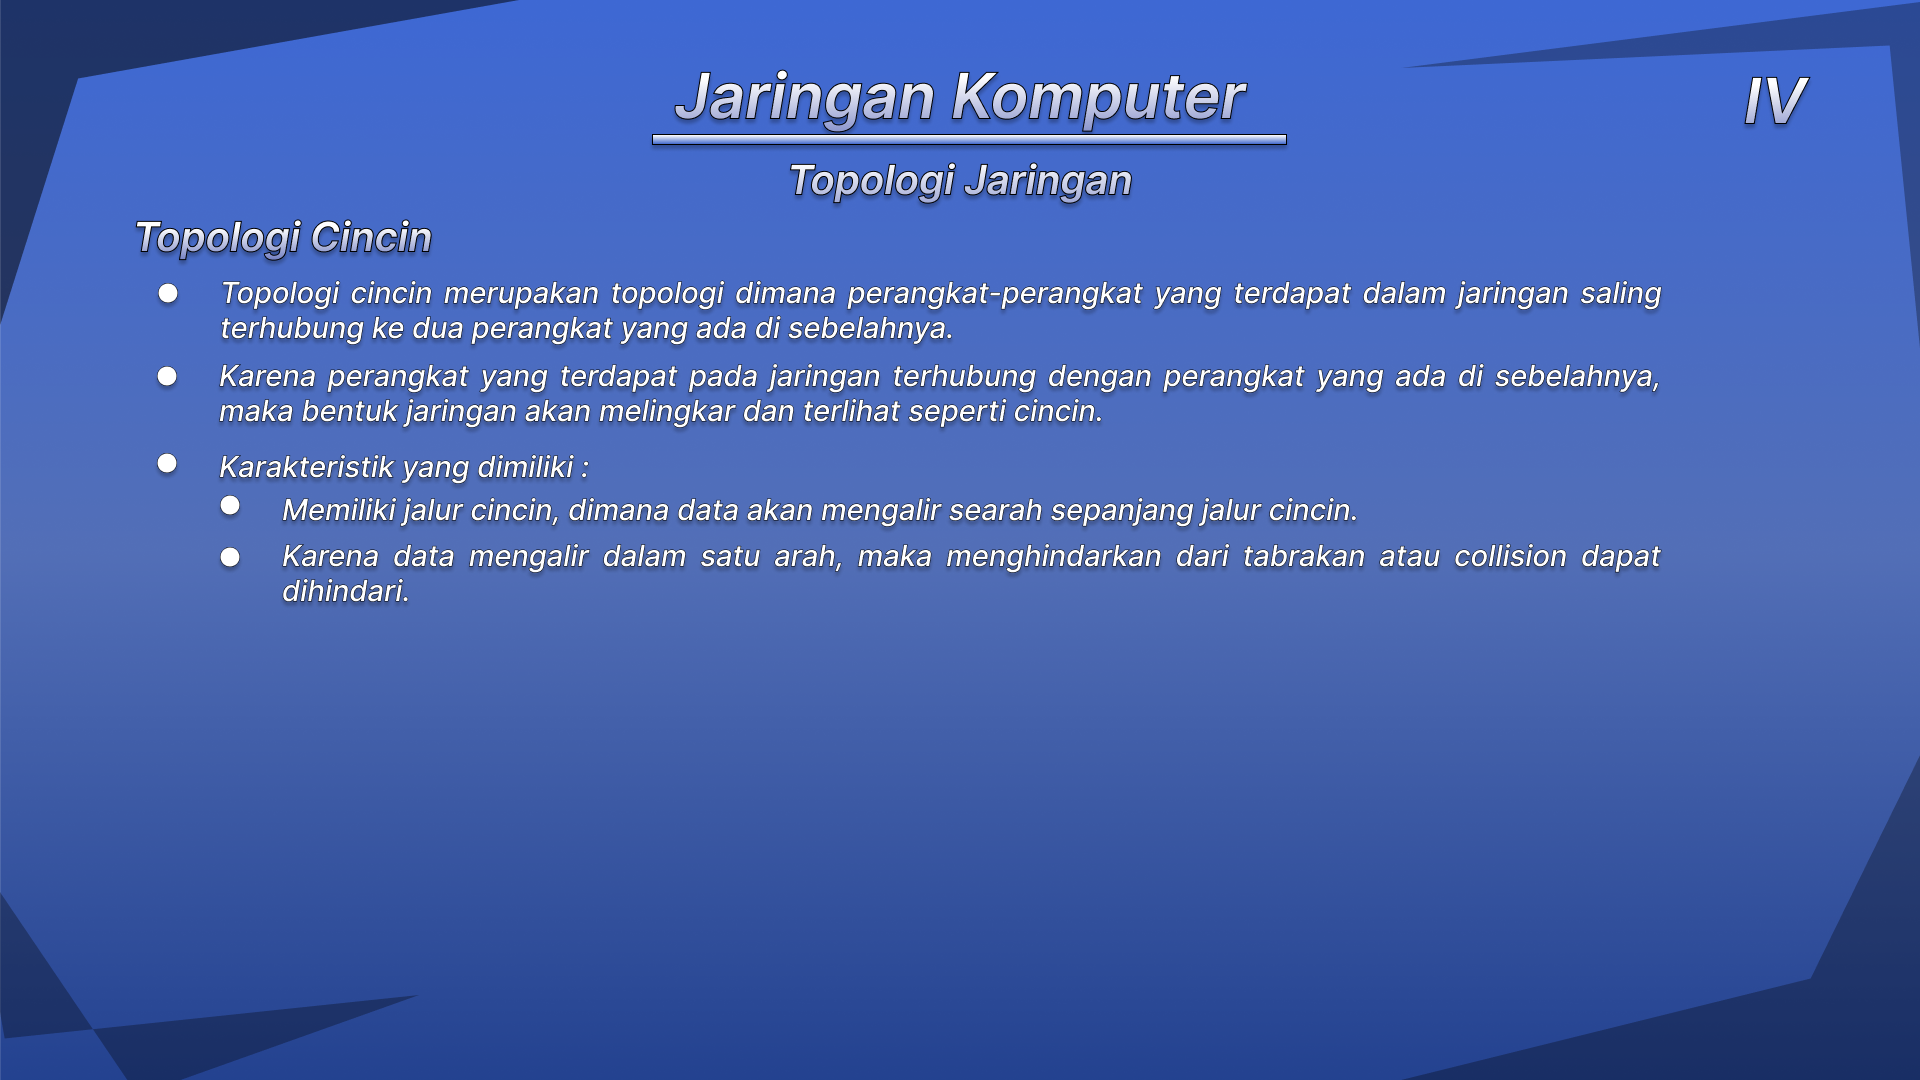 Jaringan Komputer
IV
Topologi Jaringan
Topologi Cincin
Topologi cincin merupakan topologi dimana perangkat-perangkat yang terdapat dalam jaringan saling
terhubung ke dua perangkat yang ada di sebelahnya.
Karena perangkat yang terdapat pada jaringan terhubung dengan perangkat yang ada di sebelahnya,
maka bentuk jaringan akan melingkar dan terlihat seperti cincin.
Karakteristik yang dimiliki :
Memiliki jalur cincin, dimana data akan mengalir searah sepanjang jalur cincin.
Karena data mengalir dalam satu arah, maka menghindarkan dari tabrakan atau collision dapat
dihindari.